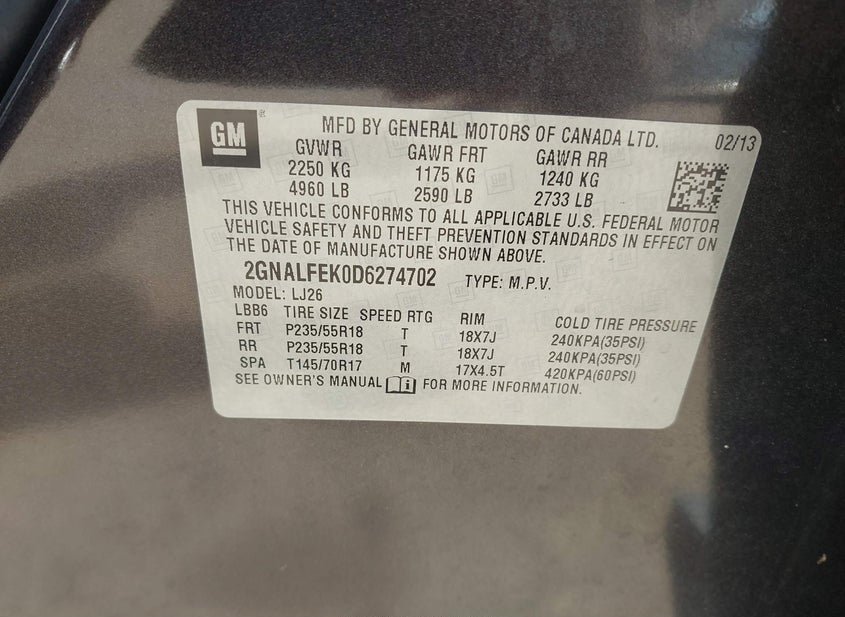 GM
MFD BY GENERAL MOTORS OF CANADA LTD. 02/13
GVWR GAWR FRT GAWR RR
2250 KG 1175 KG 1240 KG
4960 LB 2590 LB 2733 LB
THIS VEHICLE CONFORMS TO ALL APPLICABLE U.S. FEDERAL MOTOR
VEHICLE SAFETY AND THEFT PREVENTION STANDARDS IN EFFECT ON
THE DATE OF MANUFACTURE SHOWN ABOVE.
2GNALFEK0D6274702 TYPE: M.P.V.
MODEL: LJ26
LBB6 TIRE SIZE SPEED RTG RIM COLD TIRE PRESSURE
FRT P235/55R18 T 18X7J 240KPA(35PSI)
RR P235/55R18 T 18X7J 240KPA(35PSI)
SPA T145/70R17 M 17X4.5T 420KPA(60PSI)
SEE OWNER'S MANUAL FOR MORE INFORMATION.